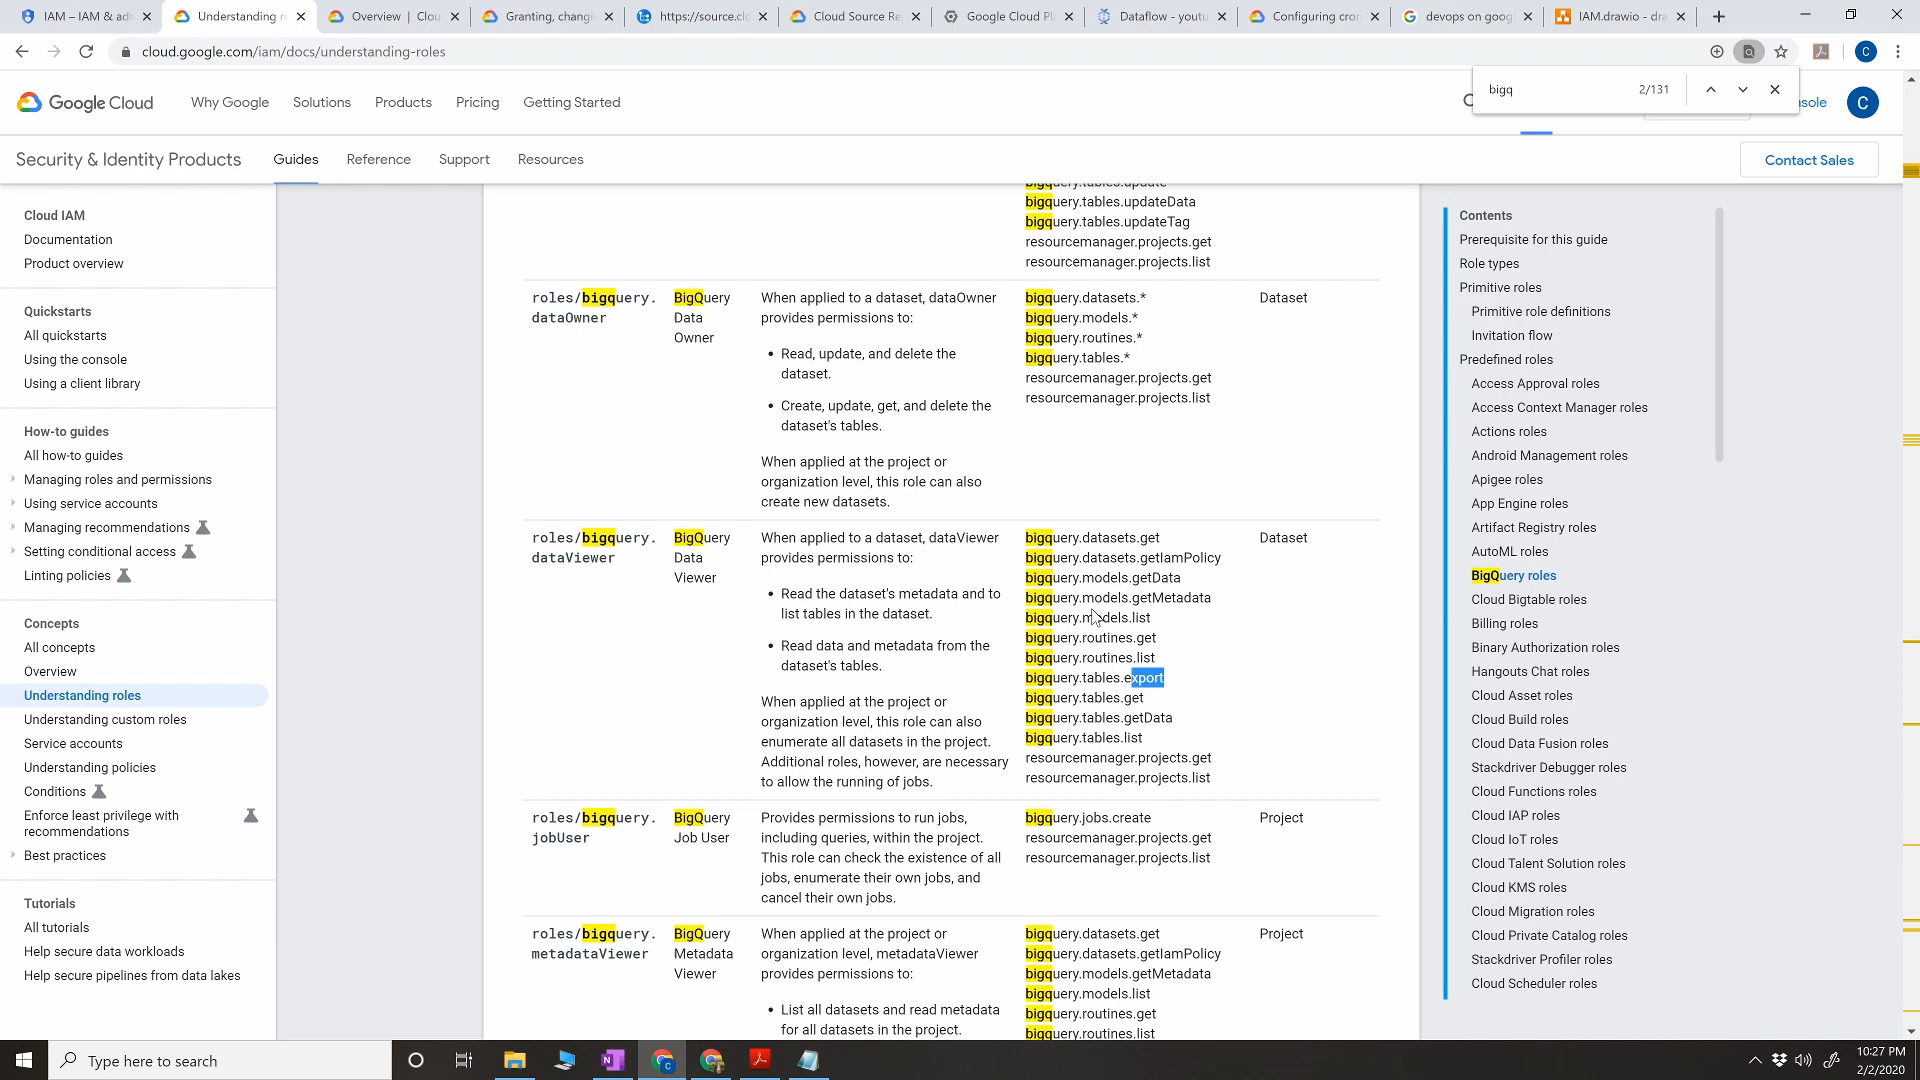 IAM – IAM & adm
Understanding ro
Overview | Clou
Granting, changi
https://source.cl
Cloud Source Re
Google Cloud Pl
Dataflow - youtu
Configuring cron
devops on goog
IAM.drawio - dra
cloud.google.com/iam/docs/understanding-roles
bigq 2/131
Google Cloud
Why Google
Solutions
Products
Pricing
Getting Started
nsole
C
Security & Identity Products
Guides
Reference
Support
Resources
Contact Sales
Cloud IAM
Documentation
Product overview
Quickstarts
All quickstarts
Using the console
Using a client library
How-to guides
All how-to guides
Managing roles and permissions
Using service accounts
Managing recommendations
Setting conditional access
Linting policies
Concepts
All concepts
Overview
Understanding roles
Understanding custom roles
Service accounts
Understanding policies
Conditions
Enforce least privilege with
recommendations
Best practices
Tutorials
All tutorials
Help secure data workloads
Help secure pipelines from data lakes
bigquery.tables.update
bigquery.tables.updateData
bigquery.tables.updateTag
resourcemanager.projects.get
resourcemanager.projects.list
roles/bigquery.
dataOwner
BigQuery
Data
Owner
When applied to a dataset, dataOwner
provides permissions to:
• Read, update, and delete the
dataset.
• Create, update, get, and delete the
dataset's tables.
When applied at the project or
organization level, this role can also
create new datasets.
bigquery.datasets.*
bigquery.models.*
bigquery.routines.*
bigquery.tables.*
resourcemanager.projects.get
resourcemanager.projects.list
Dataset
roles/bigquery.
dataViewer
BigQuery
Data
Viewer
When applied to a dataset, dataViewer
provides permissions to:
• Read the dataset's metadata and to
list tables in the dataset.
• Read data and metadata from the
dataset's tables.
When applied at the project or
organization level, this role can also
enumerate all datasets in the project.
Additional roles, however, are necessary
to allow the running of jobs.
bigquery.datasets.get
bigquery.datasets.getIamPolicy
bigquery.models.getData
bigquery.models.getMetadata
bigquery.models.list
bigquery.routines.get
bigquery.routines.list
bigquery.tables.export
bigquery.tables.get
bigquery.tables.getData
bigquery.tables.list
resourcemanager.projects.get
resourcemanager.projects.list
Dataset
roles/bigquery.
jobUser
BigQuery
Job User
Provides permissions to run jobs,
including queries, within the project.
This role can check the existence of all
jobs, enumerate their own jobs, and
cancel their own jobs.
bigquery.jobs.create
resourcemanager.projects.get
resourcemanager.projects.list
Project
roles/bigquery.
metadataViewer
BigQuery
Metadata
Viewer
When applied at the project or
organization level, metadataViewer
provides permissions to:
• List all datasets and read metadata
for all datasets in the project.
bigquery.datasets.get
bigquery.datasets.getIamPolicy
bigquery.models.getMetadata
bigquery.models.list
bigquery.routines.get
bigquery.routines.list
Project
Contents
Prerequisite for this guide
Role types
Primitive roles
Primitive role definitions
Invitation flow
Predefined roles
Access Approval roles
Access Context Manager roles
Actions roles
Android Management roles
Apigee roles
App Engine roles
Artifact Registry roles
AutoML roles
BigQuery roles
Cloud Bigtable roles
Billing roles
Binary Authorization roles
Hangouts Chat roles
Cloud Asset roles
Cloud Build roles
Cloud Data Fusion roles
Stackdriver Debugger roles
Cloud Functions roles
Cloud IAP roles
Cloud IoT roles
Cloud Talent Solution roles
Cloud KMS roles
Cloud Migration roles
Cloud Private Catalog roles
Stackdriver Profiler roles
Cloud Scheduler roles
Type here to search
10:27 PM
2/2/2020